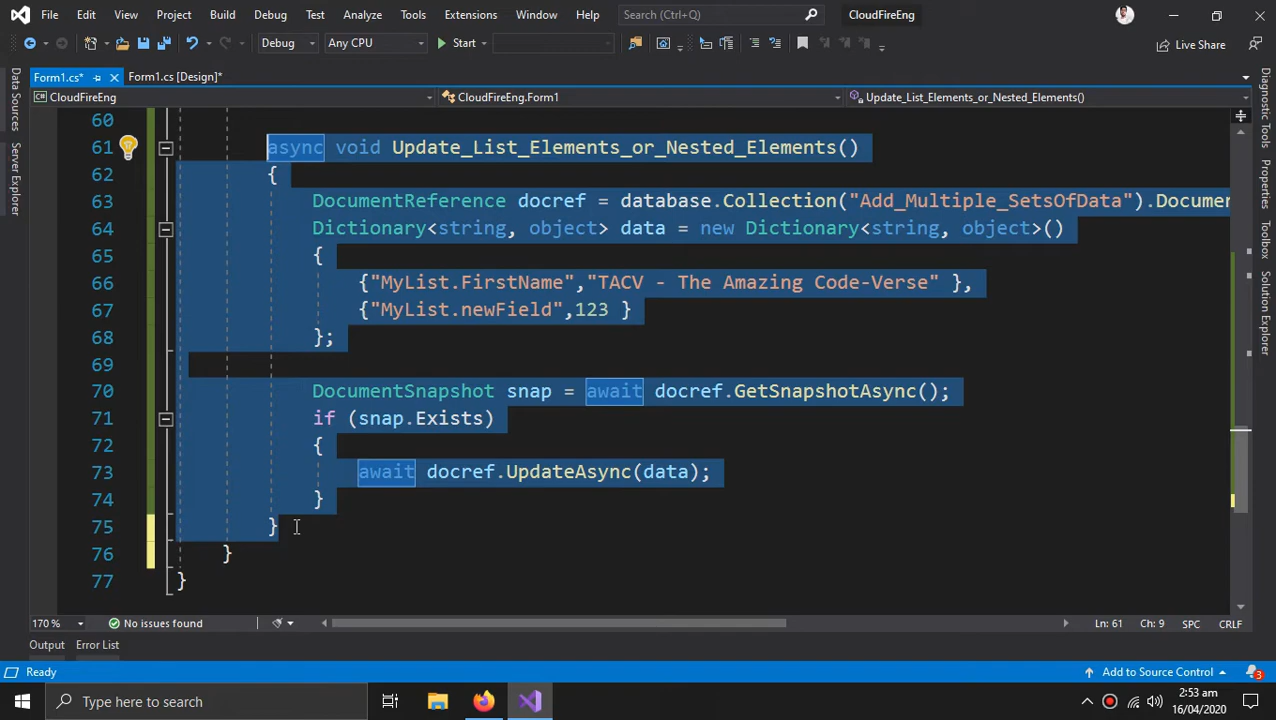 File Edit View Project Build Debug Test Analyze Tools Extensions Window Help Search (Ctrl+Q) CloudFireEng
Debug Any CPU Start Live Share
Form1.cs* Form1.cs [Design]*
CloudFireEng CloudFireEng.Form1 Update_List_Elements_or_Nested_Elements()
Data Sources
Server Explorer
Diagnostic Tools
Properties
Toolbox
Solution Explorer
60
61 async void Update_List_Elements_or_Nested_Elements()
62 {
63 DocumentReference docref = database.Collection("Add_Multiple_SetsOfData").Documen
64 Dictionary<string, object> data = new Dictionary<string, object>()
65 {
66 {"MyList.FirstName","TACV - The Amazing Code-Verse" },
67 {"MyList.newField",123 }
68 };
69
70 DocumentSnapshot snap = await docref.GetSnapshotAsync();
71 if (snap.Exists)
72 {
73 await docref.UpdateAsync(data);
74 }
75 }
76 }
77 }
170 % No issues found Ln: 61 Ch: 9 SPC CRLF
Output Error List
Ready Add to Source Control 3
Type here to search 2:53 am
16/04/2020